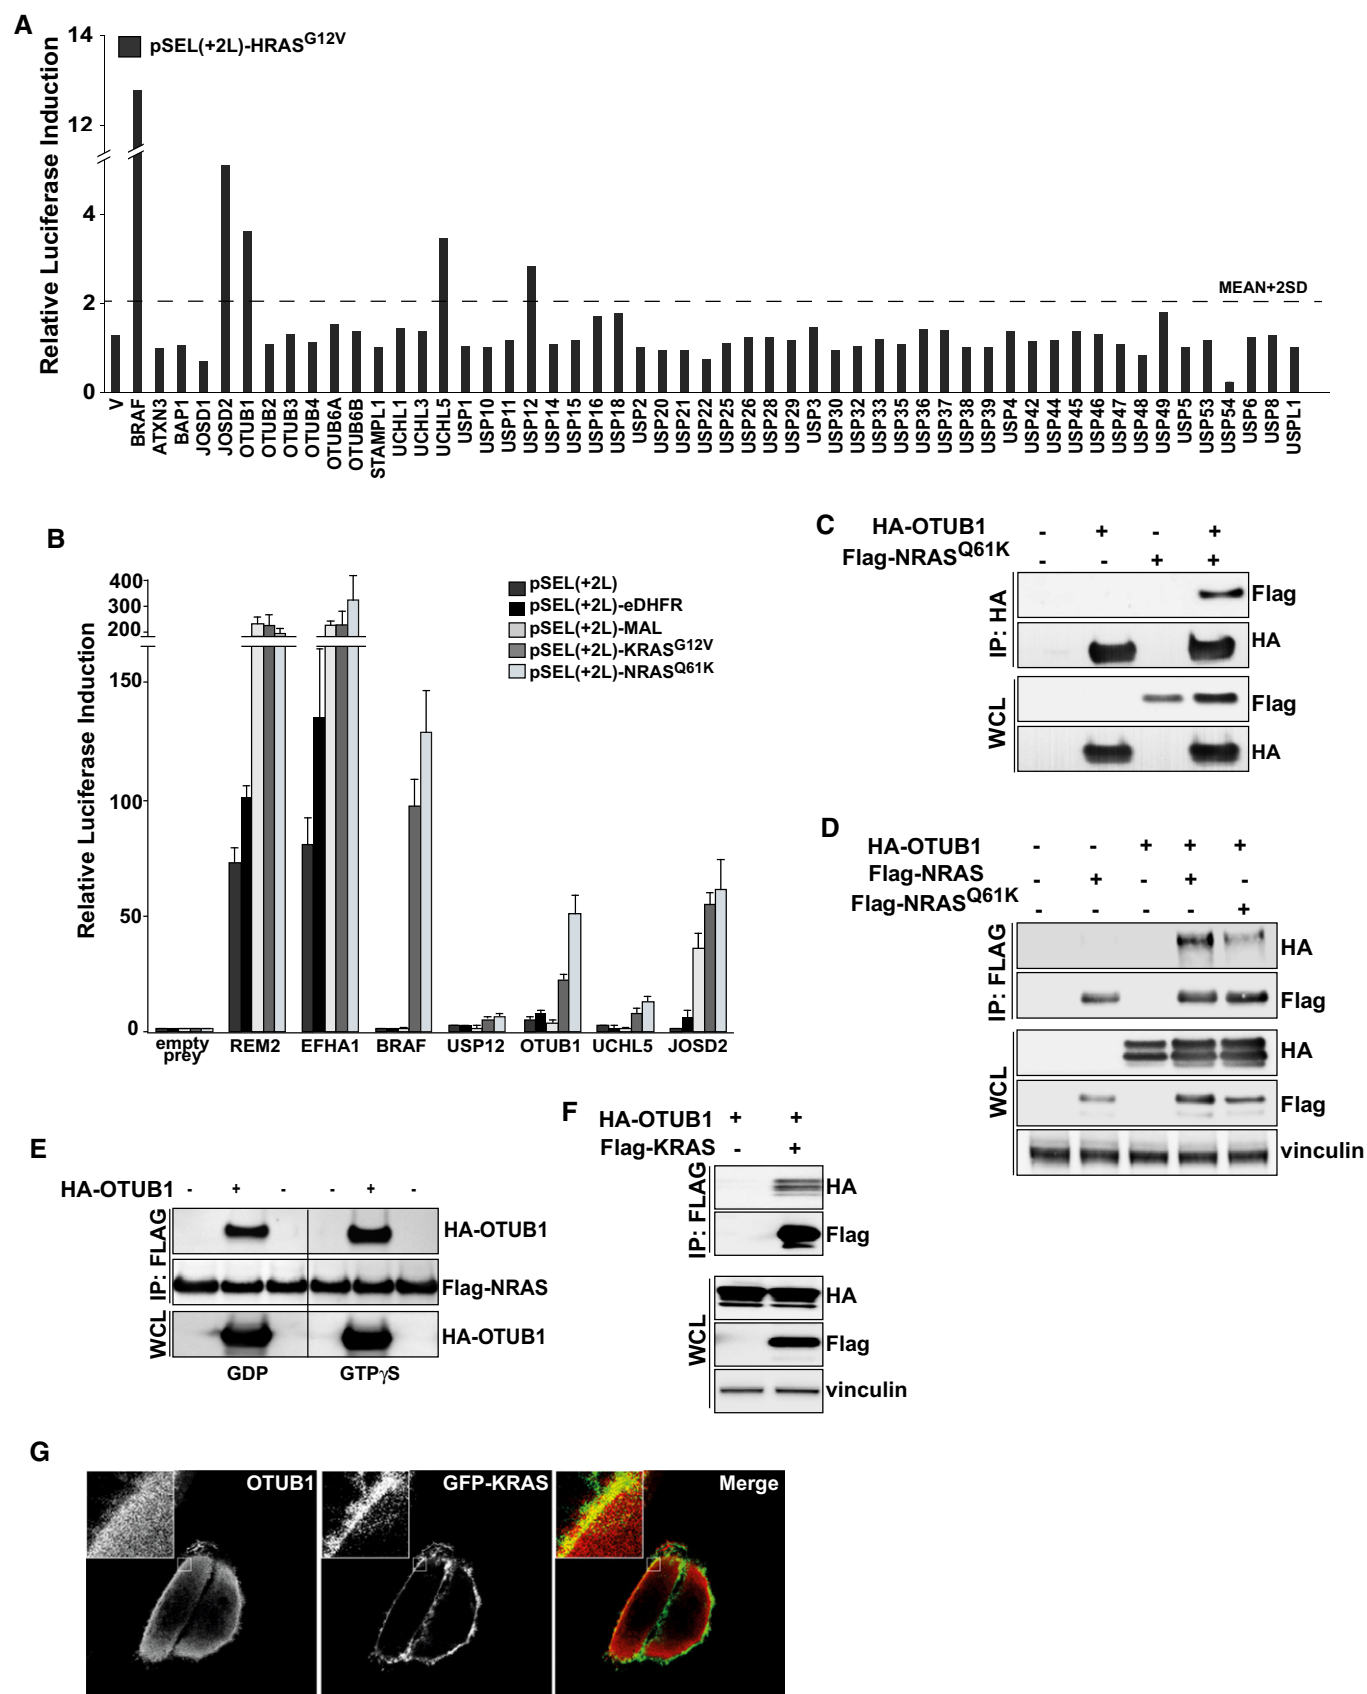 A
pSEL(+2L)-HRASG12V
Relative Luciferase Induction
14
12
4
2
0
MEAN+2SD
V
BRAF
ATXN3
BAP1
JOSD1
JOSD2
OTUB1
OTUB2
OTUB3
OTUB4
OTUB6A
OTUB6B
STAMPL1
UCHL1
UCHL3
UCHL5
USP1
USP10
USP11
USP12
USP14
USP15
USP16
USP18
USP2
USP20
USP21
USP22
USP25
USP26
USP28
USP29
USP3
USP30
USP32
USP33
USP35
USP36
USP37
USP38
USP39
USP4
USP42
USP44
USP45
USP46
USP47
USP48
USP49
USP5
USP53
USP54
USP6
USP8
USPL1
B
Relative Luciferase Induction
400
300
200
150
100
50
0
pSEL(+2L)
pSEL(+2L)-eDHFR
pSEL(+2L)-MAL
pSEL(+2L)-KRASG12V
pSEL(+2L)-NRASQ61K
empty prey
REM2
EFHA1
BRAF
USP12
OTUB1
UCHL5
JOSD2
C
HA-OTUB1 - + - +
Flag-NRASQ61K - - + +
IP: HA
Flag
HA
WCL
Flag
HA
D
HA-OTUB1 - - + + +
Flag-NRAS - + - + -
Flag-NRASQ61K - - - - +
IP: FLAG
HA
Flag
WCL
HA
Flag
vinculin
E
HA-OTUB1 - + - - + -
IP: FLAG
HA-OTUB1
Flag-NRAS
WCL
HA-OTUB1
GDP
GTPγS
F
HA-OTUB1 + +
Flag-KRAS - +
IP: FLAG
HA
Flag
WCL
HA
Flag
vinculin
G
OTUB1
GFP-KRAS
Merge